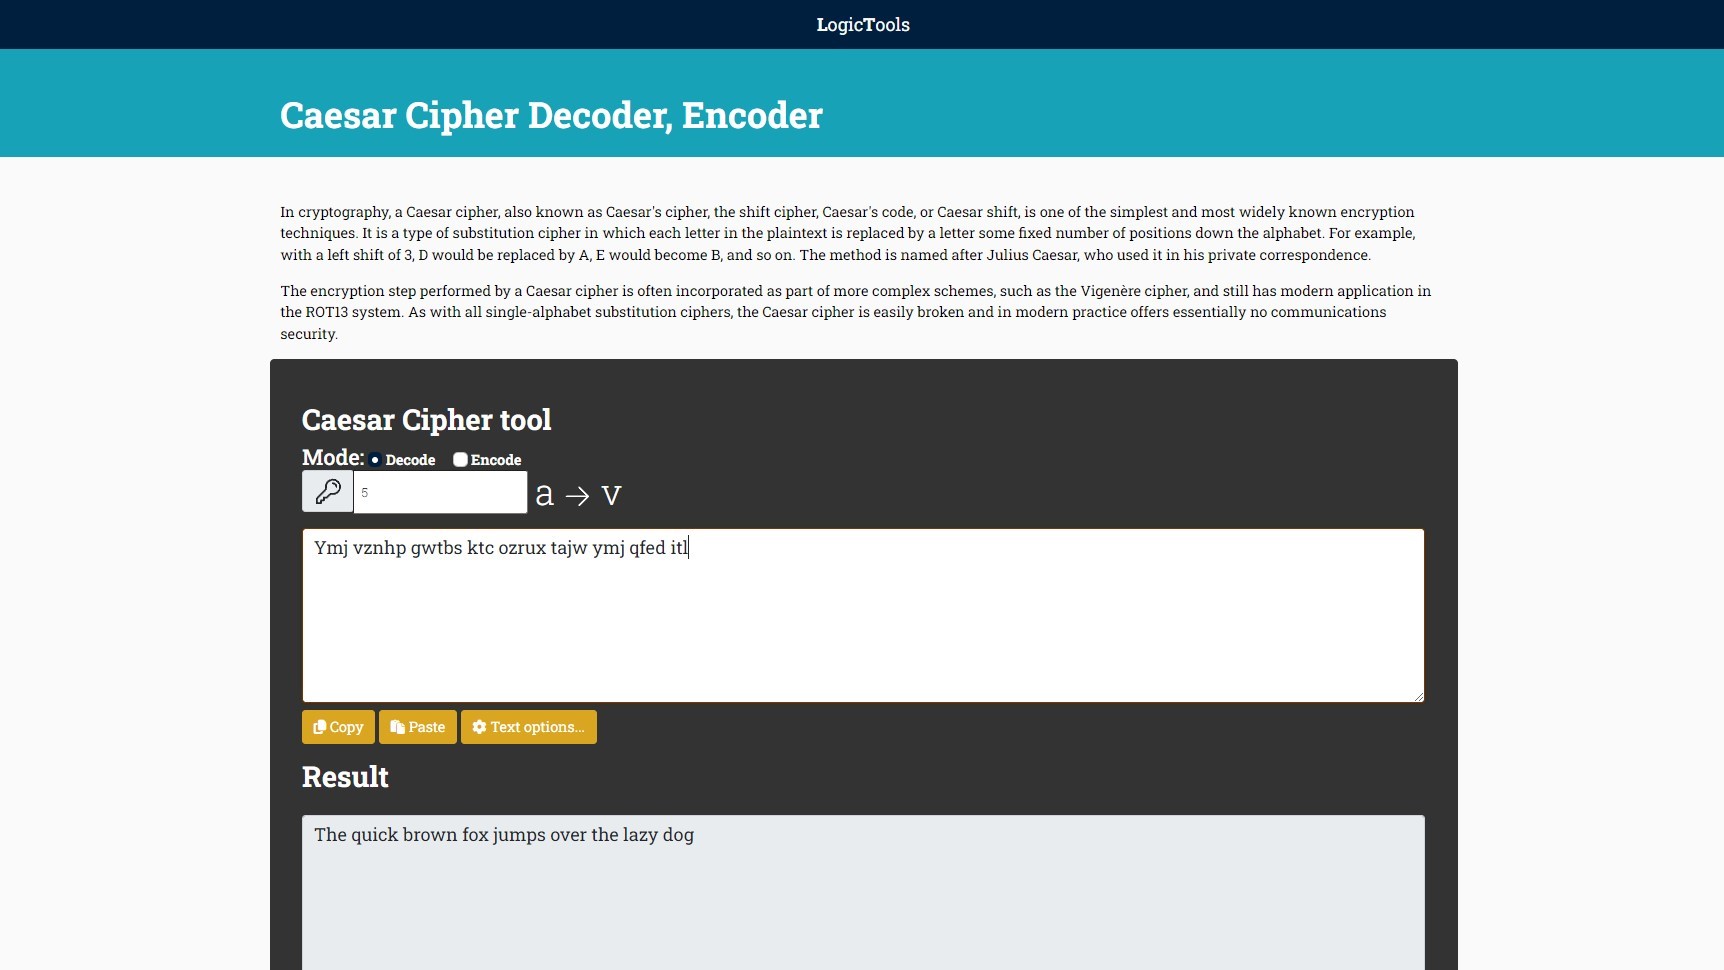 LogicTools
Caesar Cipher Decoder, Encoder
In cryptography, a Caesar cipher, also known as Caesar's cipher, the shift cipher, Caesar's code, or Caesar shift, is one of the simplest and most widely known encryption
techniques. It is a type of substitution cipher in which each letter in the plaintext is replaced by a letter some fixed number of positions down the alphabet. For example,
with a left shift of 3, D would be replaced by A, E would become B, and so on. The method is named after Julius Caesar, who used it in his private correspondence.
The encryption step performed by a Caesar cipher is often incorporated as part of more complex schemes, such as the Vigenère cipher, and still has modern application in
the ROT13 system. As with all single-alphabet substitution ciphers, the Caesar cipher is easily broken and in modern practice offers essentially no communications
security.
Caesar Cipher tool
Mode: Decode Encode
5 a → v
Ymj vznhp gwtbs ktc ozrux tajw ymj qfed itl
Copy Paste Text options...
Result
The quick brown fox jumps over the lazy dog